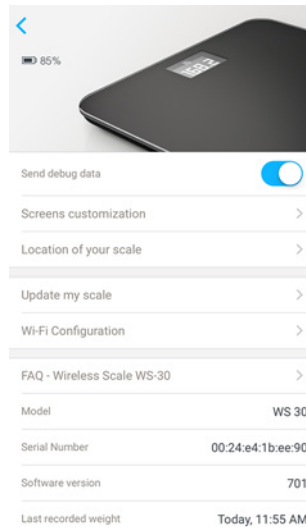 85%
Send debug data
Screens customization
Location of your scale
Update my scale
Wi-Fi Configuration
FAQ - Wireless Scale WS-30
Model WS 30
Serial Number 00:24:e4:1b:ee:90
Software version 701
Last recorded weight Today, 11:55 AM